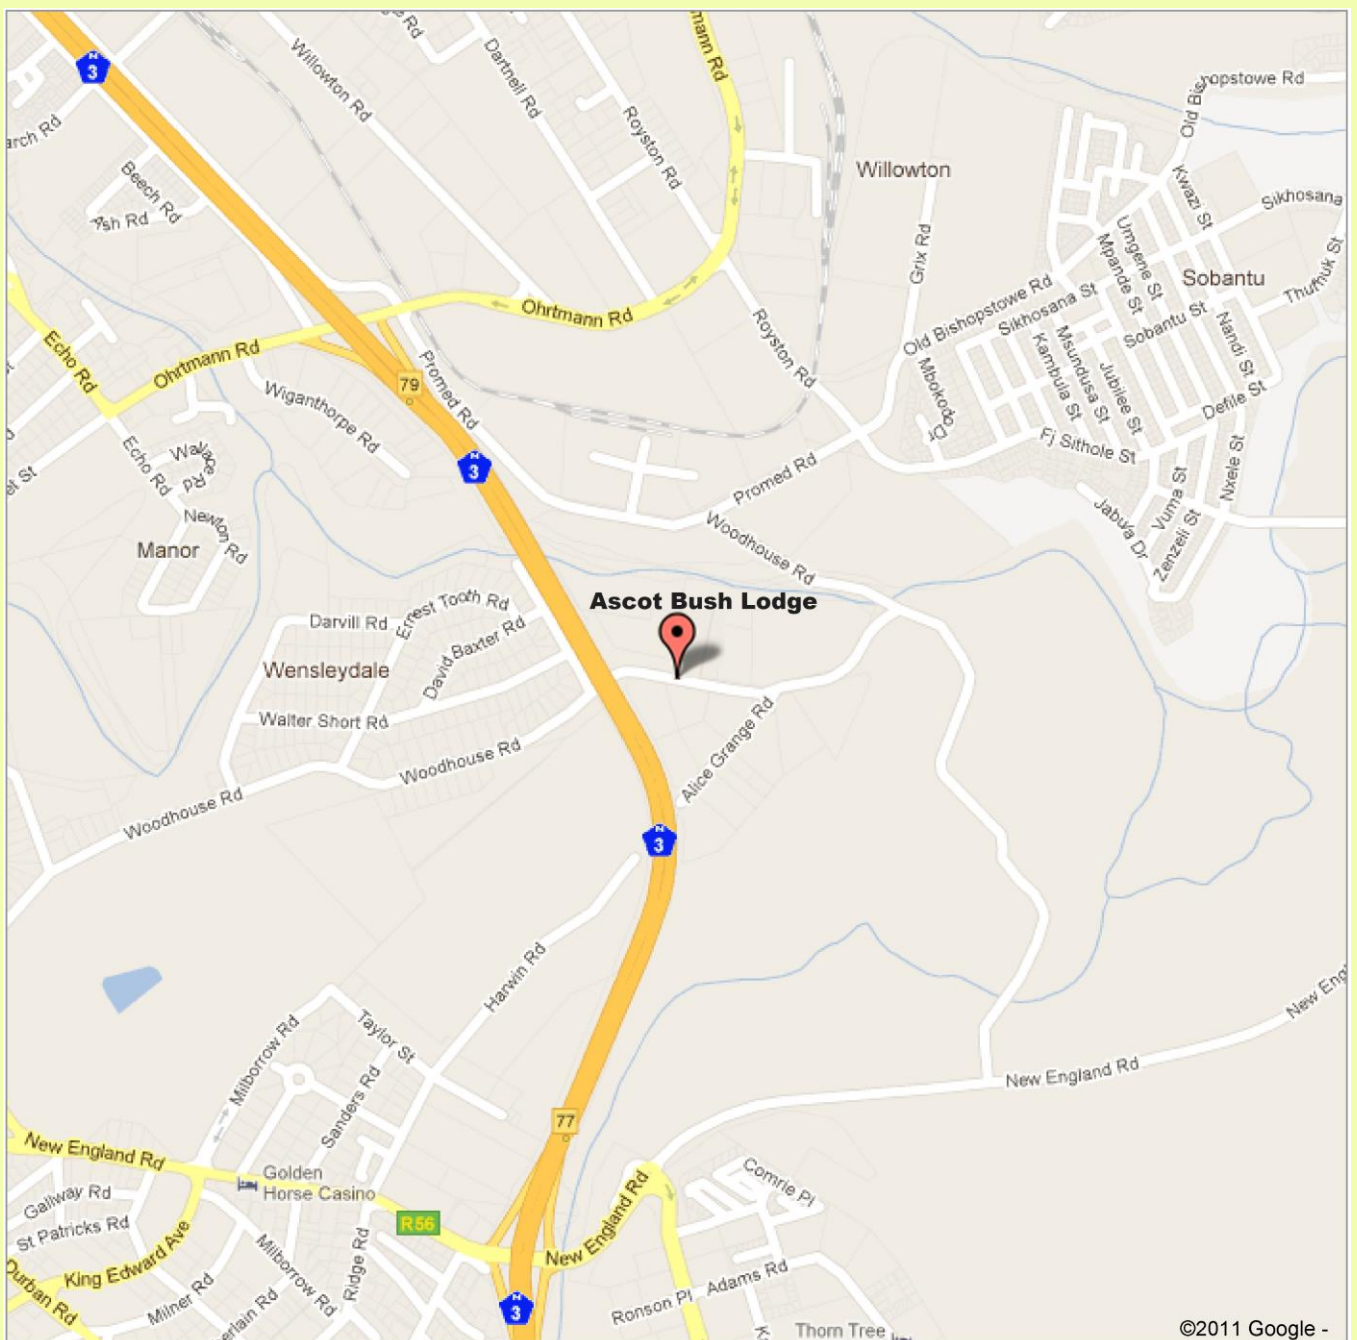 N
3
Willowton Rd
Dartnell Rd
Royston Rd
Old Bishopstowe Rd
Beech Rd
Ash Rd
Willowton
Kwazi St
Sikhosana
Grix Rd
Umgene St
Mpande St
Sobantu
Thumuk St
Old Bishopstowe Rd
Sikhosana St
Sobantu St
Nandi St
Ohrtmann Rd
Royston Rd
Echo Rd
Ohrtmann Rd
Promed Rd
79
Wiganthorpe Rd
Mbokodo Dr
Kambula St
Msundusa St
Jubilee St
Defile St
Echo Rd
Fj Sithole St
N
3
Promed Rd
Nxele St
Newton Rd
Woodhouse Rd
Jabula Dr
Vuma St
Zenzeli St
Manor
Ascot Bush Lodge
Darvill Rd
Ernest Tooth Rd
David Baxter Rd
Wensleydale
Walter Short Rd
Alice Grange Rd
Woodhouse Rd
Woodhouse Rd
N
3
Harwin Rd
Milborrow Rd
Taylor St
New Eng
New England Rd
Sanders Rd
77
New England Rd
Golden
Horse Casino
Comrie Pl
Gallway Rd
St Patricks Rd
R56
New England Rd
King Edward Ave
Milborrow Rd
Ridge Rd
Durban Rd
Milner Rd
Ronson Pl
Adams Rd
N
3
Thorn Tree
©2011 Google -